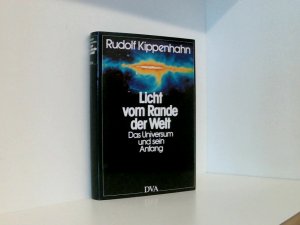 Rudolf Kippenhahn
Licht
vom Rande
der Welt
Das Universum
und sein
Anfang
DVA